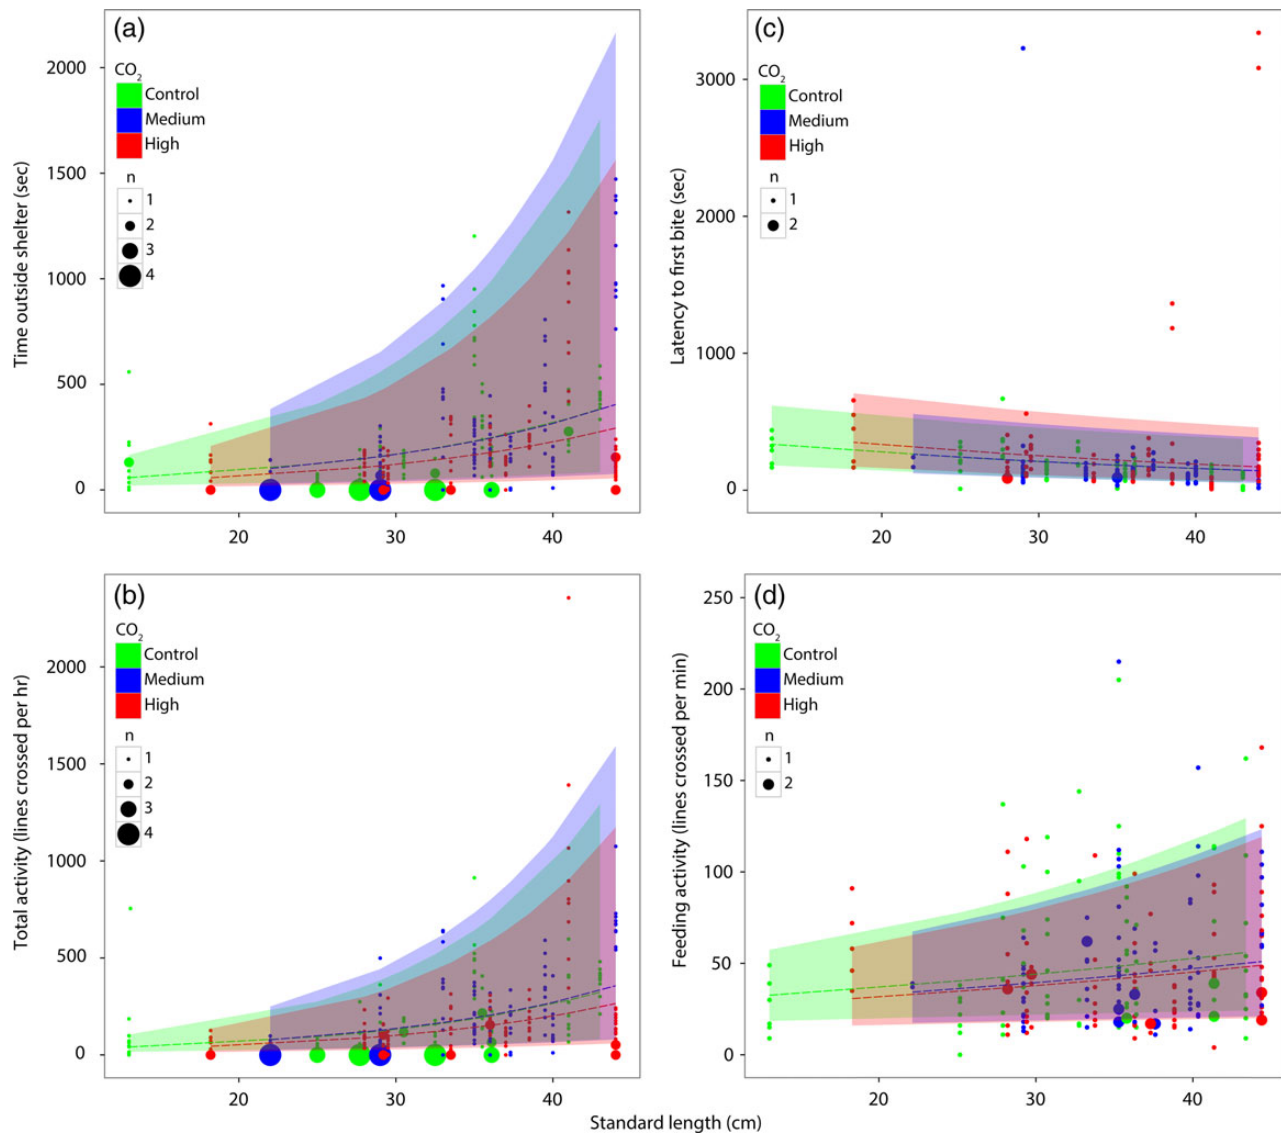 (a)
CO2
Control
Medium
High
n
1
2
3
4
Time outside shelter (sec)
2000
1500
1000
500
0
20
30
40
(c)
CO2
Control
Medium
High
n
1
2
Latency to first bite (sec)
3000
2000
1000
0
20
30
40
(b)
CO2
Control
Medium
High
n
1
2
3
4
Total activity (lines crossed per hr)
2000
1500
1000
500
0
20
30
40
(d)
CO2
Control
Medium
High
n
1
2
Feeding activity (lines crossed per min)
250
200
150
100
50
0
20
30
40
Standard length (cm)